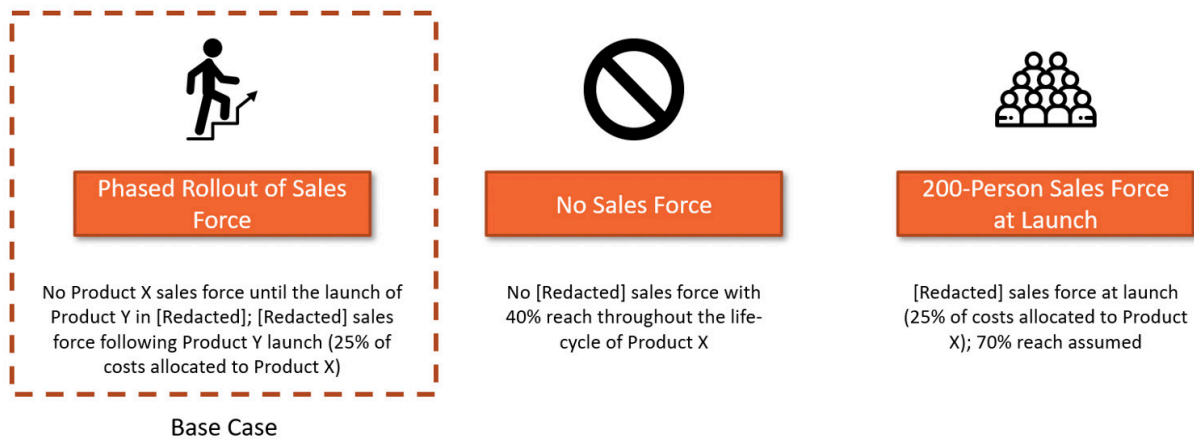 Phased Rollout of Sales
Force
No Product X sales force until the launch of
Product Y in [Redacted]; [Redacted] sales
force following Product Y launch (25% of
costs allocated to Product X)
Base Case
No Sales Force
No [Redacted] sales force with
40% reach throughout the life-
cycle of Product X
200-Person Sales Force
at Launch
[Redacted] sales force at launch
(25% of costs allocated to Product
X); 70% reach assumed